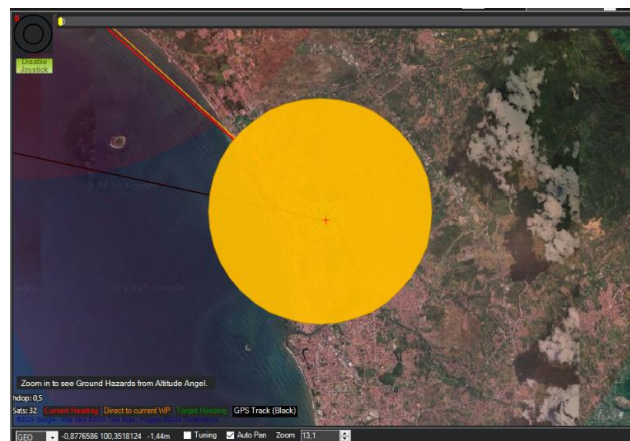 Disable
Joystick
Zoom in to see Ground Hazards from Altitude Angel.
hdop: 0,5
Sats: 32 Current Heading Direct to current WP Target Heading GPS Track (Black)
GEO -0,8776586 100,3518124 -1,44m Tuning Auto Pan Zoom 13,1